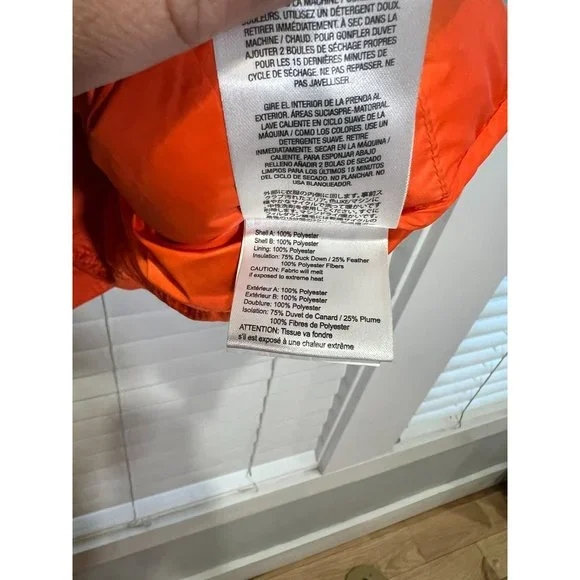 COULEURS. UTILISEZ UN DÉTERGENT DOUX.
RETIRER IMMÉDIATEMENT. SÉCHER DANS LA
MACHINE / CHAUD. POUR GONFLER DUVET
AJOUTER 2 BOULES DE SÉCHAGE PROPRES
POUR LES 15 DERNIÈRES MINUTES DE
CYCLE DE SÉCHAGE. NE PAS REPASSER. NE
PAS JAVELLISER.
GIRE EL INTERIOR DE LA PRENDA AL
EXTERIOR. ÁREAS SUCIASPRE-MATORRAL.
LAVE CALIENTE EN CICLO SUAVE DE LA
MÁQUINA / COMO LOS COLORES. USE UN
DETERGENTE SUAVE. RETIRE
INMEDIATAMENTE. SECAR EN LA MÁQUINA /
CALIENTE. PARA ESPONJAR ABAJO
RELLENO AÑADIR 2 BOLAS DE SECADO
LIMPIOS PARA LOS ÚLTIMOS 15 MINUTOS
DEL CICLO DE SECADO. NO PLANCHAR. NO
USA BLANQUEADOR.
Shell A: 100% Polyester
Shell B: 100% Polyester
Lining: 100% Polyester
Insulation: 75% Duck Down / 25% Feather
100% Polyester Fibers
CAUTION: Fabric will melt
if exposed to extreme heat
Extérieur A: 100% Polyester
Extérieur B: 100% Polyester
Doubture: 100% Polyester
Isolation: 75% Duvet de Canard / 25% Plume
100% Fibres de Polyester
ATTENTION: Tissue va fondre
s'il est exposé à une chaleur extrême